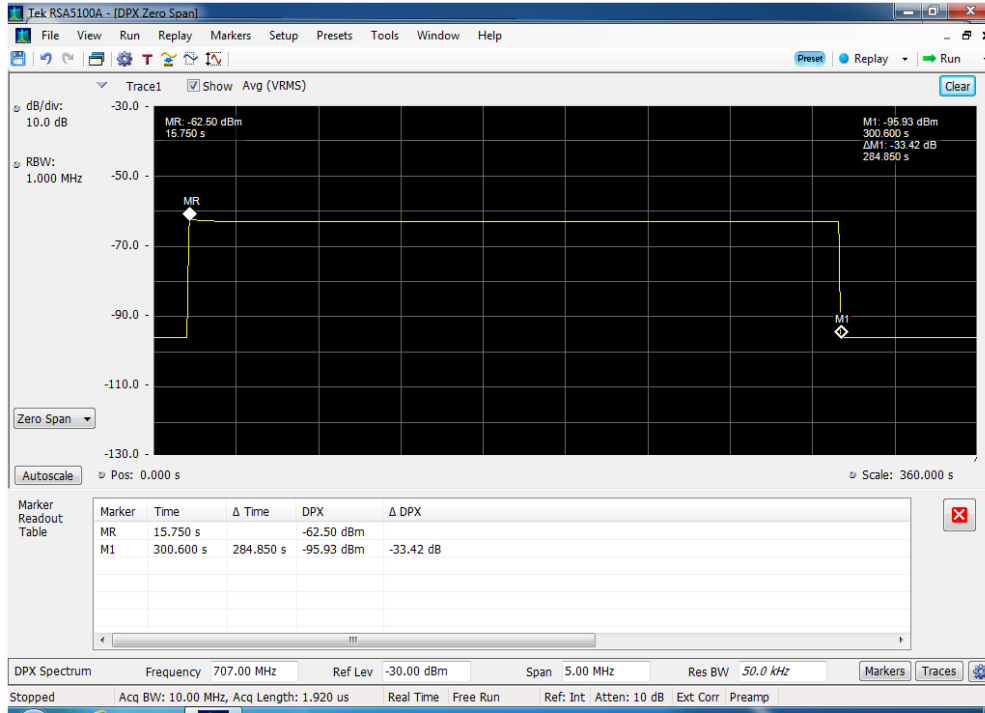 Tek RSA5100A - [DPX Zero Span]
File View Run Replay Markers Setup Presets Tools Window Help
T Preset Replay Run
Trace1 Show Avg (VRMS) Clear
dB/div:
10.0 dB
RBW:
1.000 MHz
-30.0
-50.0
-70.0
-90.0
-110.0
-130.0
MR: -62.50 dBm
15.750 s
M1: -95.93 dBm
300.600 s
ΔM1: -33.42 dB
284.850 s
MR
M1
Zero Span
Autoscale Pos: 0.000 s Scale: 360.000 s
Marker
Readout
Table
Marker Time Δ Time DPX Δ DPX
MR 15.750 s -62.50 dBm
M1 300.600 s 284.850 s -95.93 dBm -33.42 dB
DPX Spectrum Frequency 707.00 MHz Ref Lev -30.00 dBm Span 5.00 MHz Res BW 50.0 kHz Markers Traces
Stopped Acq BW: 10.00 MHz, Acq Length: 1.920 us Real Time Free Run Ref: Int Atten: 10 dB Ext Corr Preamp